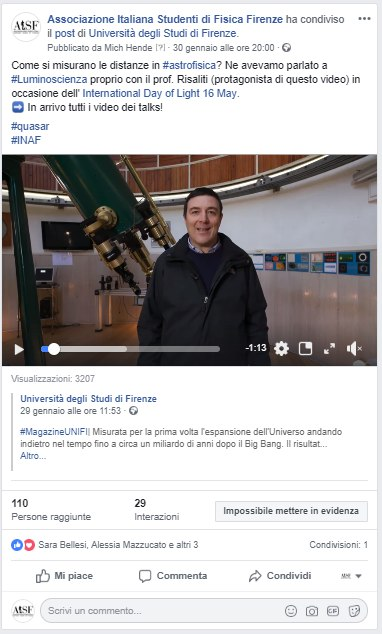 AISF
Associazione Italiana Studenti di Fisica Firenze ha condiviso
il post di Università degli Studi di Firenze.
Pubblicato da Mich Hende [?] · 30 gennaio alle ore 20:00 ·
Come si misurano le distanze in #astrofisica? Ne avevamo parlato a
#Luminoscienza proprio con il prof. Risaliti (protagonista di questo video) in
occasione dell' International Day of Light 16 May.
➡ In arrivo tutti i video dei talks!
#quasar
#INAF
-1:13
Visualizzazioni: 3207
Università degli Studi di Firenze
29 gennaio alle ore 11:53 ·
#MagazineUNIFI| Misurata per la prima volta l'espansione dell'Universo andando
indietro nel tempo fino a circa un miliardo di anni dopo il Big Bang. Il risultat...
Altro...
110
Persone raggiunte
29
Interazioni
Impossibile mettere in evidenza
Sara Bellesi, Alessia Mazzucato e altri 3
Condivisioni: 1
Mi piace
Commenta
Condividi
AISF
Scrivi un commento...
GIF